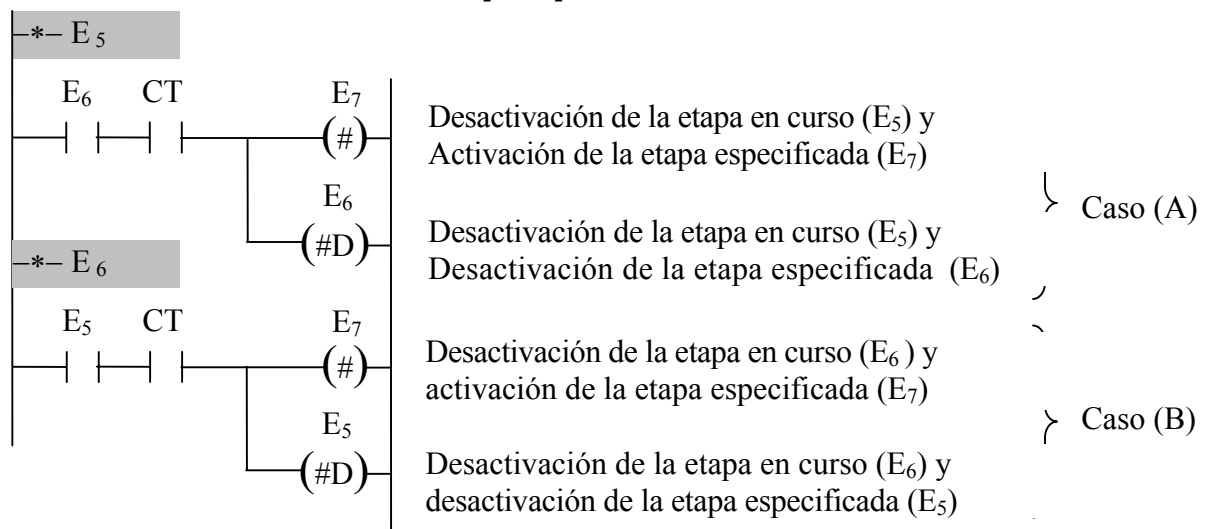 –*– E₅
E₆ CT E₇
(#)
Desactivación de la etapa en curso (E₅) y
Activación de la etapa especificada (E₇)
E₆
(#D)
Desactivación de la etapa en curso (E₅) y
Desactivación de la etapa especificada (E₆)
Caso (A)
–*– E₆
E₅ CT E₇
(#)
Desactivación de la etapa en curso (E₆ ) y
activación de la etapa especificada (E₇)
E₅
(#D)
Desactivación de la etapa en curso (E₆) y
desactivación de la etapa especificada (E₅)
Caso (B)